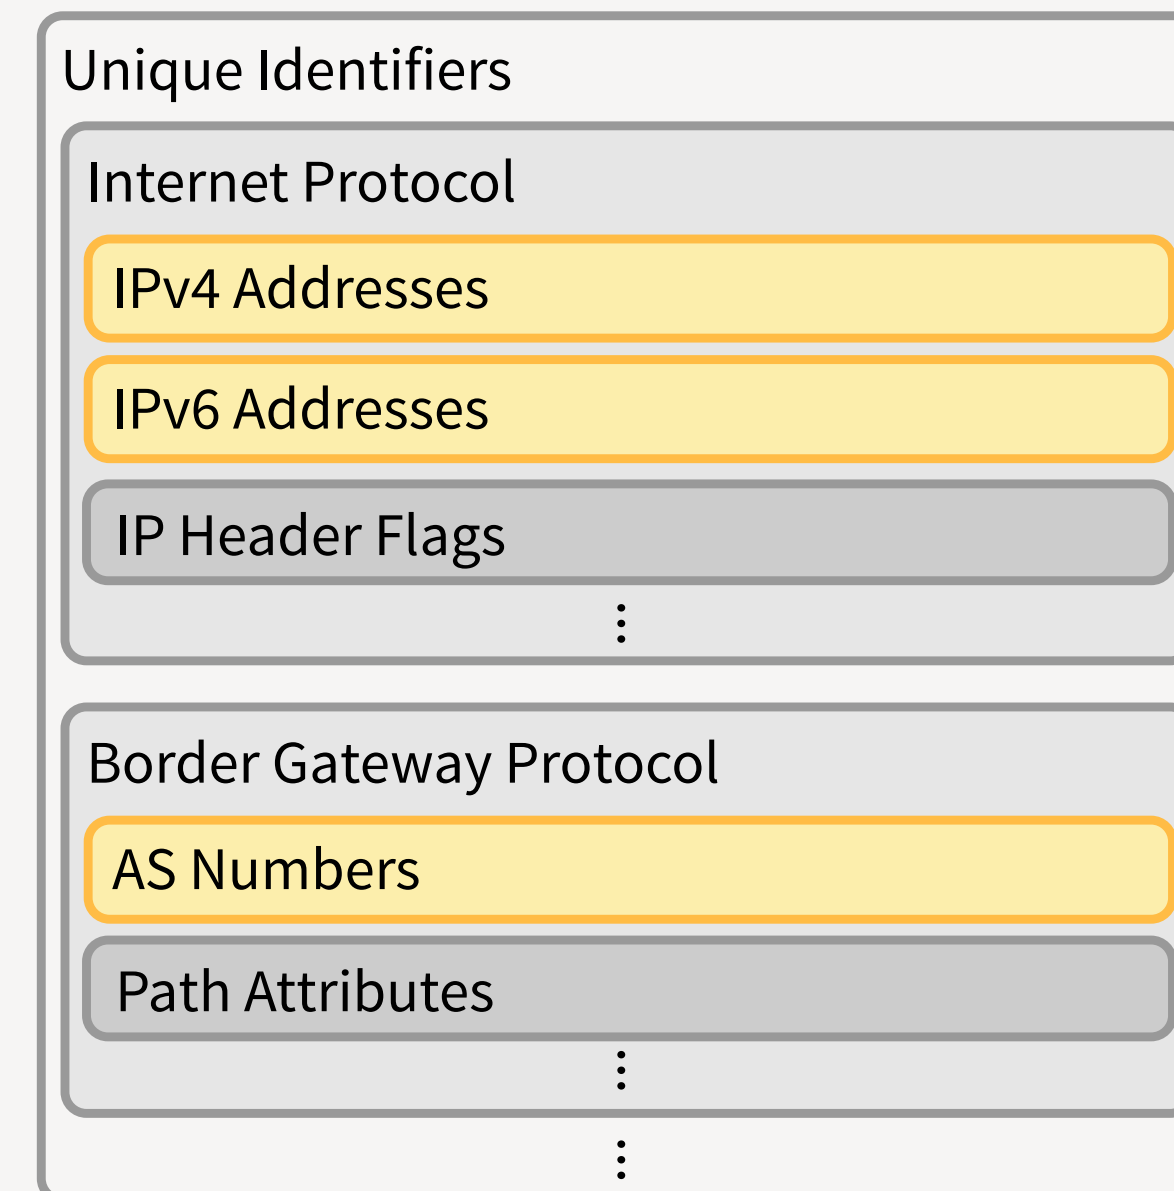 Unique Identifiers
Internet Protocol
IPv4 Addresses
IPv6 Addresses
IP Header Flags
⋮
Border Gateway Protocol
AS Numbers
Path Attributes
⋮
⋮